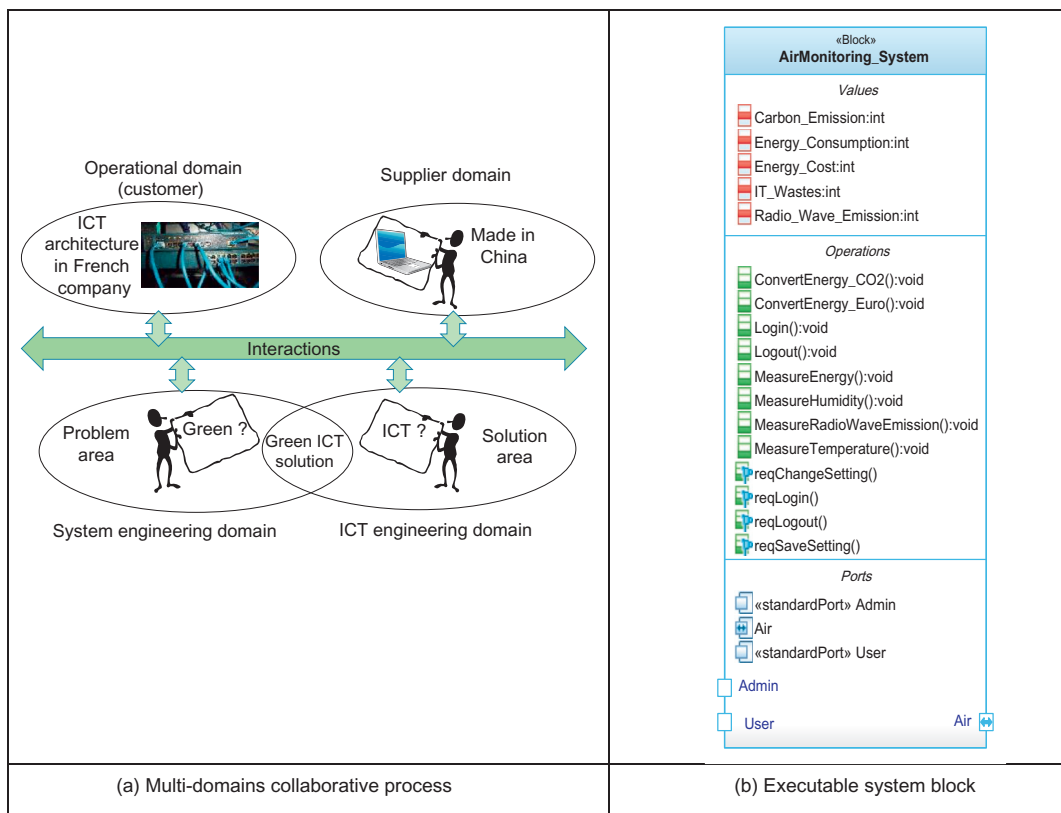 Operational domain
(customer)
ICT
architecture
in French
company
Supplier domain
Made in
China
Interactions
Problem
area
Green ?
Green ICT
solution
ICT ?
Solution
area
System engineering domain
ICT engineering domain
(a) Multi-domains collaborative process
«Block»
AirMonitoring_System
Values
Carbon_Emission:int
Energy_Consumption:int
Energy_Cost:int
IT_Wastes:int
Radio_Wave_Emission:int
Operations
ConvertEnergy_CO2():void
ConvertEnergy_Euro():void
Login():void
Logout():void
MeasureEnergy():void
MeasureHumidity():void
MeasureRadioWaveEmission():void
MeasureTemperature():void
reqChangeSetting()
reqLogin()
reqLogout()
reqSaveSetting()
Ports
«standardPort» Admin
Air
«standardPort» User
Admin
User Air
(b) Executable system block